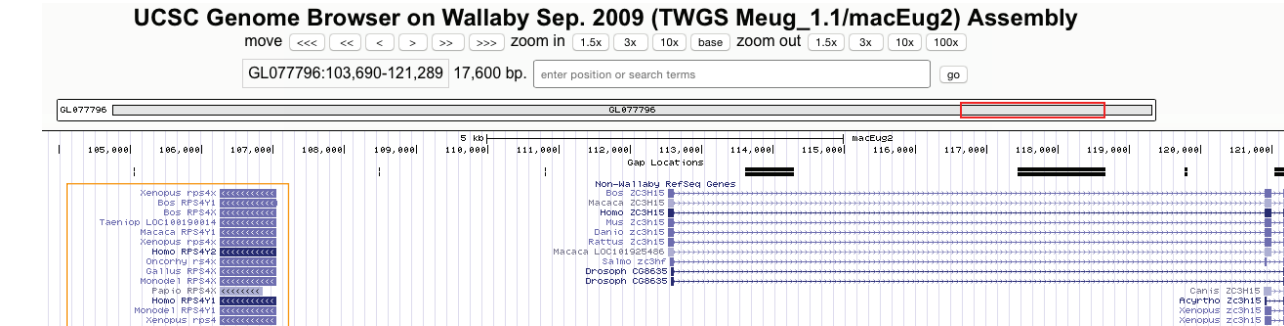 UCSC Genome Browser on Wallaby Sep. 2009 (TWGS Meug_1.1/macEug2) Assembly
move <<< << < > >> >>> zoom in 1.5x 3x 10x base zoom out 1.5x 3x 10x 100x
GL077796:103,690-121,289 17,600 bp. enter position or search terms go
GL077796 GL077796
5 kb macEug2
105,000 106,000 107,000 108,000 109,000 110,000 111,000 112,000 113,000 114,000 115,000 116,000 117,000 118,000 119,000 120,000 121,000
Gap Locations
Non-Wallaby RefSeq Genes
Xenopus rps4x Bos ZC3H15
Bos RPS4Y1 Macaca ZC3H15
Bos RPS4X Homo ZC3H15
Taeniop LOC100190014 Mus Zc3h15
Macaca RPS4Y1 Danio zc3h15
Xenopus rps4x Rattus Zc3h15
Homo RPS4Y2 Macaca LOC101925486
Oncorhy rs4X Salmo zc3hf
Gallus RPS4X Drosoph CG8635
Monodel RPS4X Drosoph CG8635
Papio RPS4X Canis ZC3H15
Homo RPS4Y1 Acyrtho Zc3h15
Monodel RPS4Y1 Xenopus zc3h15
Xenopus rps4 Xenopus zc3h15